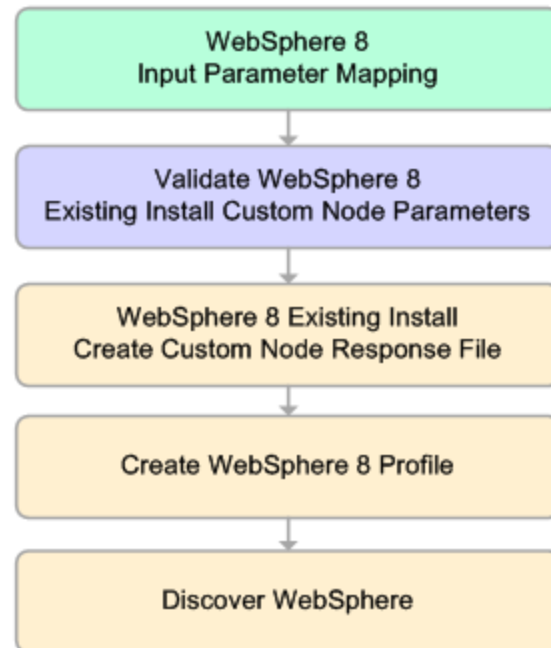 WebSphere 8
Input Parameter Mapping
Validate WebSphere 8
Existing Install Custom Node Parameters
WebSphere 8 Existing Install
Create Custom Node Response File
Create WebSphere 8 Profile
Discover WebSphere